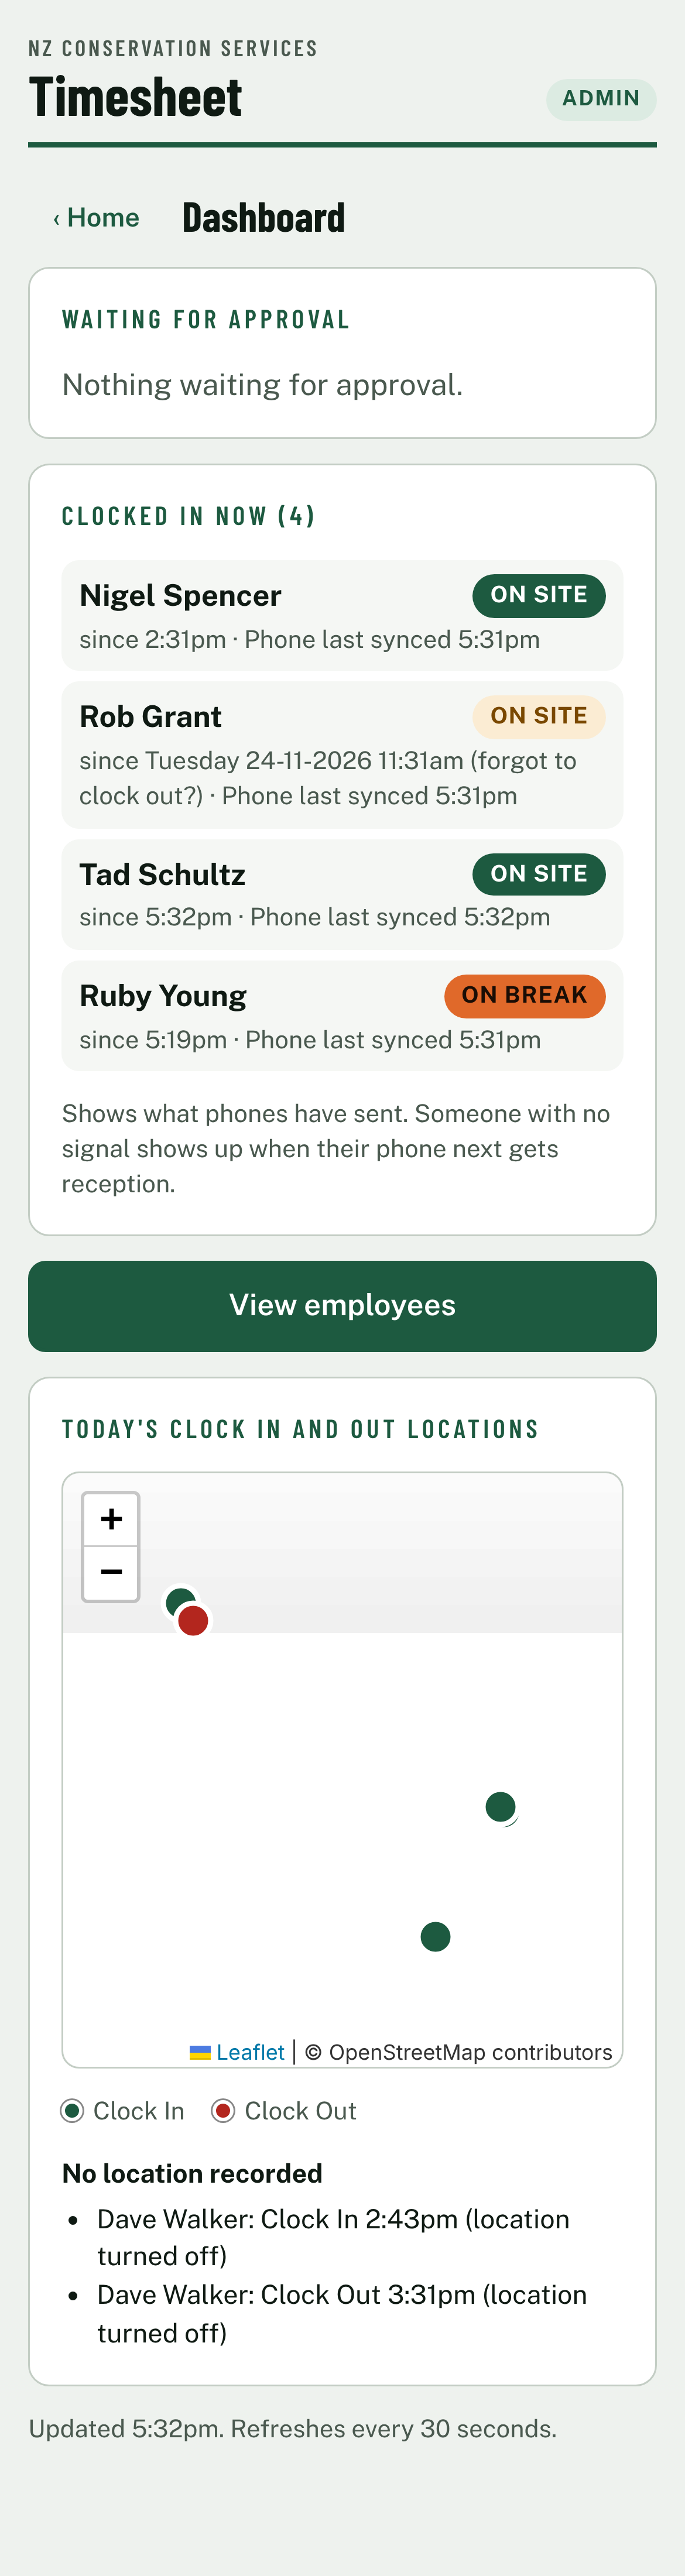 NZ CONSERVATION SERVICES
Timesheet
ADMIN
‹ Home
Dashboard
WAITING FOR APPROVAL
Nothing waiting for approval.
CLOCKED IN NOW (4)
Nigel Spencer
ON SITE
since 2:31pm · Phone last synced 5:31pm
Rob Grant
ON SITE
since Tuesday 24-11-2026 11:31am (forgot to
clock out?) · Phone last synced 5:31pm
Tad Schultz
ON SITE
since 5:32pm · Phone last synced 5:32pm
Ruby Young
ON BREAK
since 5:19pm · Phone last synced 5:31pm
Shows what phones have sent. Someone with no
signal shows up when their phone next gets
reception.
View employees
TODAY'S CLOCK IN AND OUT LOCATIONS
+
−
Leaflet | © OpenStreetMap contributors
Clock In
Clock Out
No location recorded
• Dave Walker: Clock In 2:43pm (location
turned off)
• Dave Walker: Clock Out 3:31pm (location
turned off)
Updated 5:32pm. Refreshes every 30 seconds.